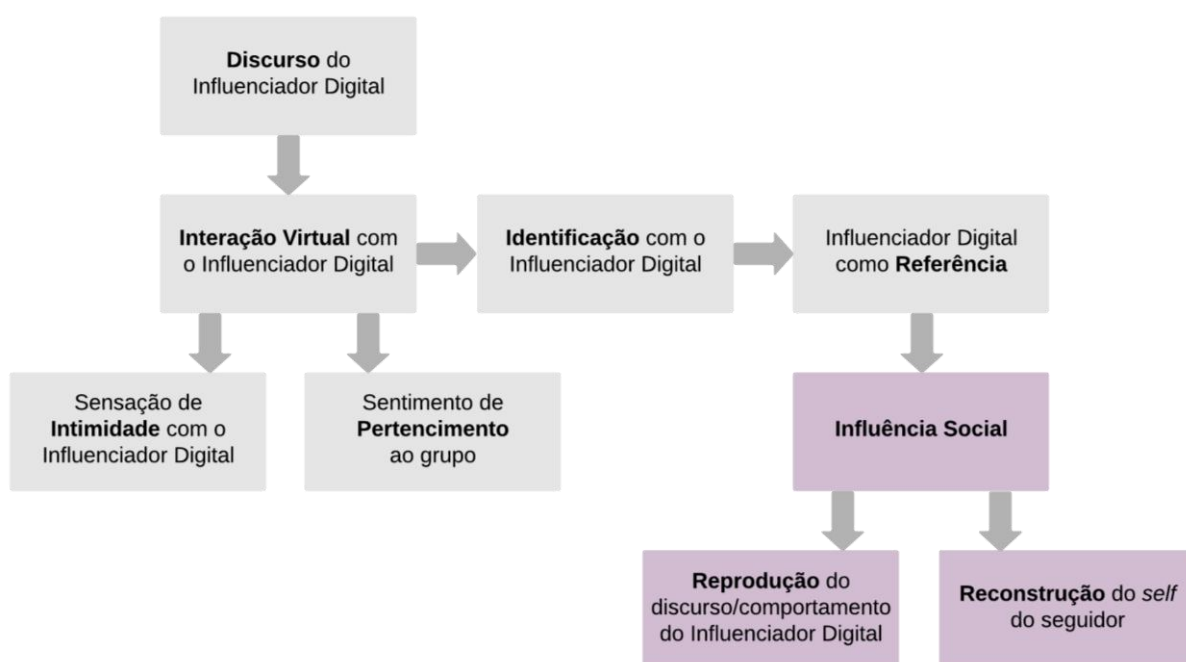 Discurso do
Influenciador Digital
Interação Virtual com
o Influenciador Digital
Identificação com o
Influenciador Digital
Influenciador Digital
como Referência
Sensação de
Intimidade com o
Influenciador Digital
Sentimento de
Pertencimento
ao grupo
Influência Social
Reprodução do
discurso/comportamento
do Influenciador Digital
Reconstrução do self
do seguidor